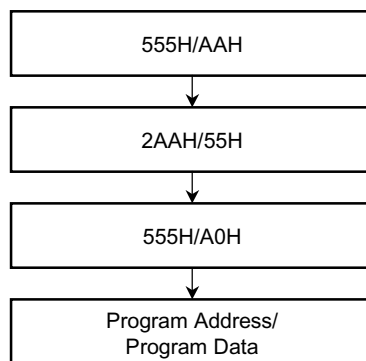 555H/AAH
2AAH/55H
555H/A0H
Program Address/
Program Data